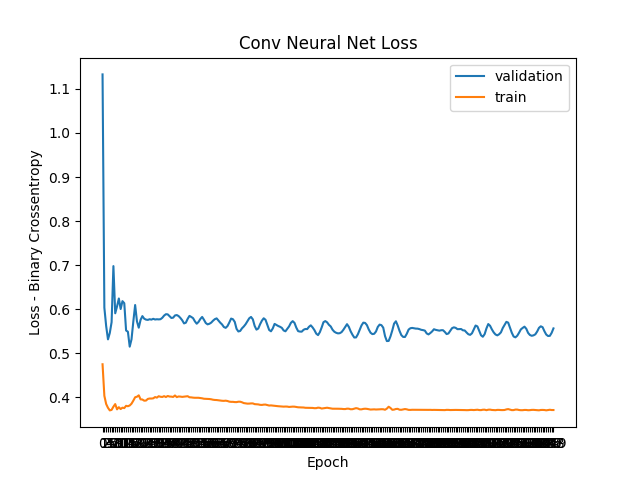 Conv Neural Net Loss
validation
train
1.1
1.0
0.9
0.8
0.7
0.6
0.5
0.4
Loss - Binary Crossentropy
Epoch